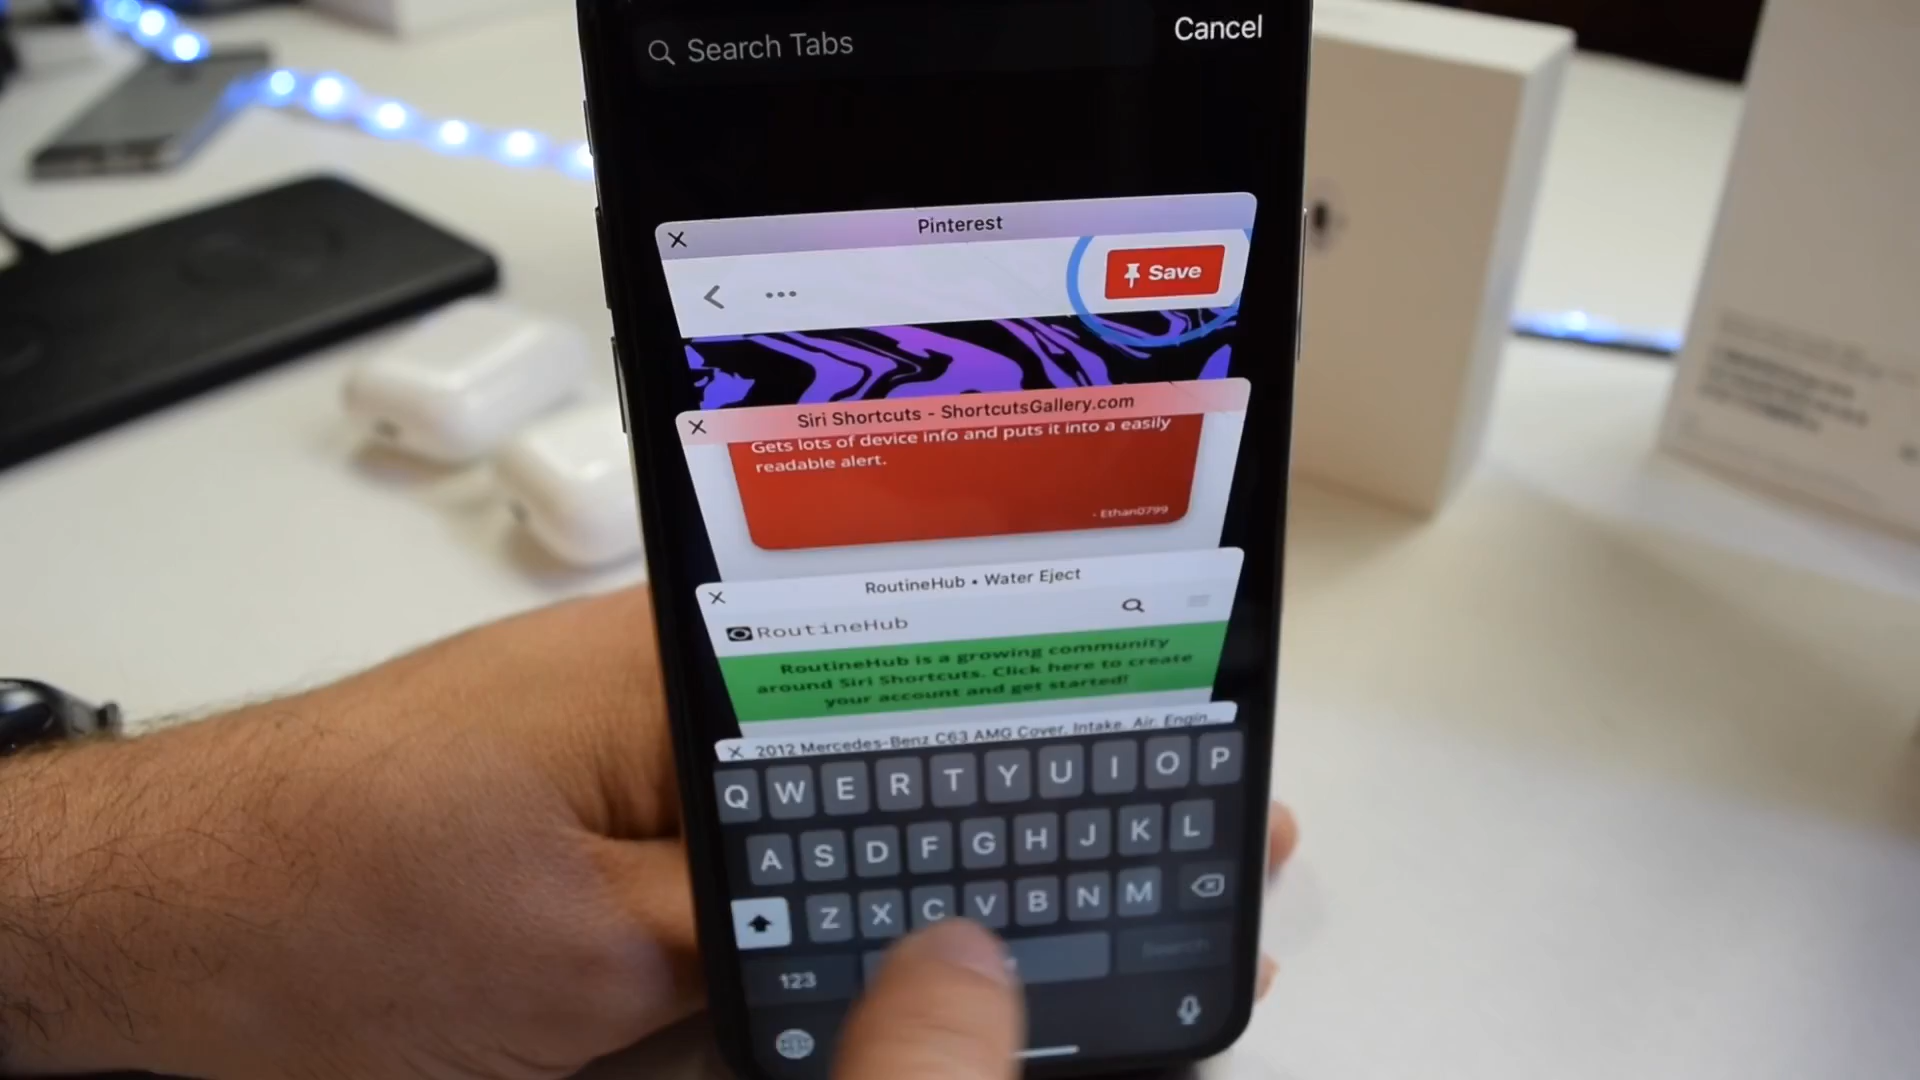 Search Tabs
Cancel
Pinterest
Save
Siri Shortcuts - ShortcutsGallery.com
Gets lots of device info and puts it into a easily
readable alert.
- Ethan0799
RoutineHub • Water Eject
RoutineHub
RoutineHub is a growing community
around Siri Shortcuts. Click here to create
your account and get started!
2012 Mercedes-Benz C63 AMG Cover, Intake. Air. Engin...
Q W E R T Y U I O P
A S D F G H J K L
Z X C V B N M
123
Search